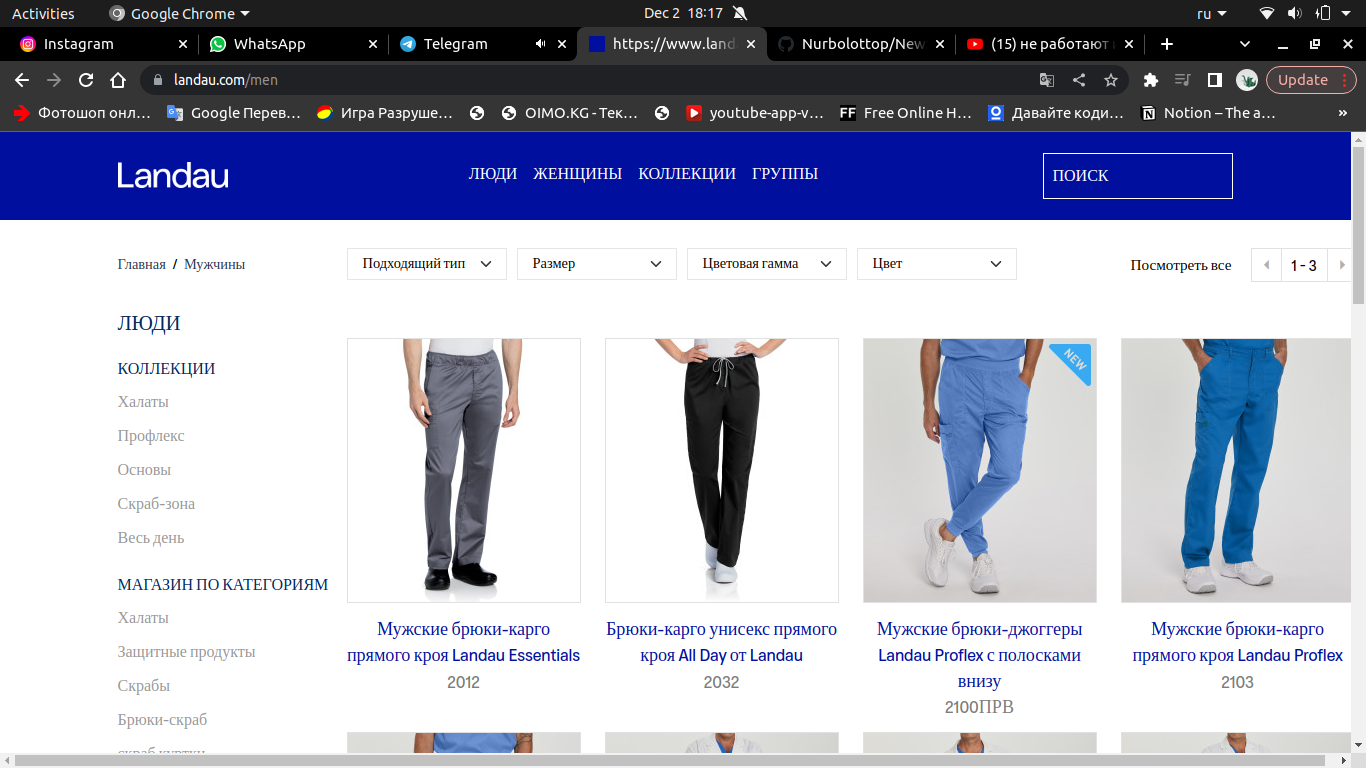 Activities
Google Chrome
Dec 2 18:17
ru
Instagram
WhatsApp
Telegram
https://www.land
Nurbolottop/New
(15) не работают
landau.com/men
Update
Фотошоп онл…
Google Перев…
Игра Разруше…
OIMO.KG - Тек…
youtube-app-v…
FF Free Online H…
Давайте коди…
Notion – The a…
»
Landau
ЛЮДИ ЖЕНЩИНЫ КОЛЛЕКЦИИ ГРУППЫ
ПОИСК
Главная / Мужчины
Подходящий тип
Размер
Цветовая гамма
Цвет
Посмотреть все
1 - 3
ЛЮДИ
КОЛЛЕКЦИИ
Халаты
Профлекс
Основы
Скраб-зона
Весь день
МАГАЗИН ПО КАТЕГОРИЯМ
Халаты
Защитные продукты
Скрабы
Брюки-скраб
скраб куртки
Мужские брюки-карго
прямого кроя Landau Essentials
2012
Брюки-карго унисекс прямого
кроя All Day от Landau
2032
NEW
Мужские брюки-джоггеры
Landau Proflex с полосками
внизу
2100ПРВ
Мужские брюки-карго
прямого кроя Landau Proflex
2103